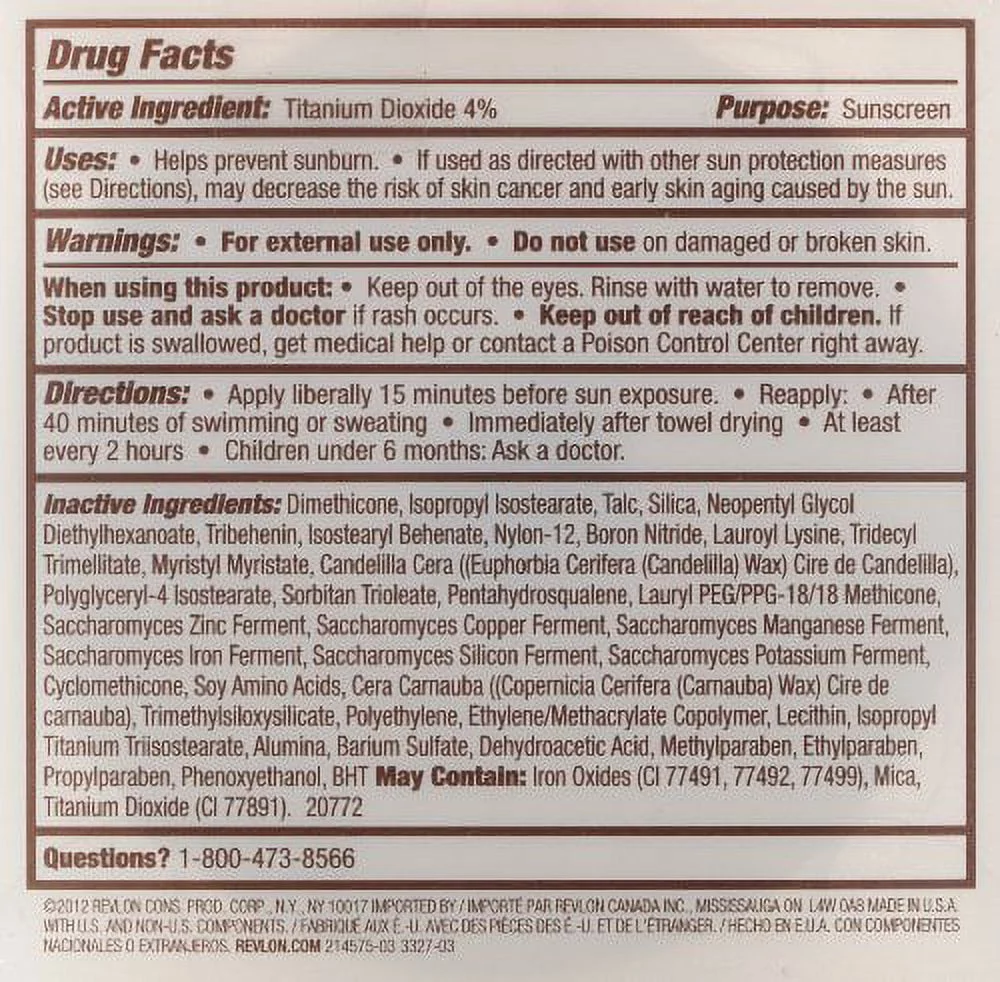 Drug Facts
Active Ingredient: Titanium Dioxide 4% Purpose: Sunscreen
Uses: • Helps prevent sunburn. • If used as directed with other sun protection measures
(see Directions), may decrease the risk of skin cancer and early skin aging caused by the sun.
Warnings: • For external use only. • Do not use on damaged or broken skin.
When using this product: • Keep out of the eyes. Rinse with water to remove. •
Stop use and ask a doctor if rash occurs. • Keep out of reach of children. If
product is swallowed, get medical help or contact a Poison Control Center right away.
Directions: • Apply liberally 15 minutes before sun exposure. • Reapply: • After
40 minutes of swimming or sweating • Immediately after towel drying • At least
every 2 hours • Children under 6 months: Ask a doctor.
Inactive Ingredients: Dimethicone, Isopropyl Isostearate, Talc, Silica, Neopentyl Glycol
Diethylhexanoate, Tribehenin, Isostearyl Behenate, Nylon-12, Boron Nitride, Lauroyl Lysine, Tridecyl
Trimellitate, Myristyl Myristate, Candelilla Cera ((Euphorbia Cerifera (Candelilla) Wax) Cire de Candelilla),
Polyglyceryl-4 Isostearate, Sorbitan Trioleate, Pentahydrosqualene, Lauryl PEG/PPG-18/18 Methicone,
Saccharomyces Zinc Ferment, Saccharomyces Copper Ferment, Saccharomyces Manganese Ferment,
Saccharomyces Iron Ferment, Saccharomyces Silicon Ferment, Saccharomyces Potassium Ferment,
Cyclomethicone, Soy Amino Acids, Cera Carnauba ((Copernicia Cerifera (Carnauba) Wax) Cire de
carnauba), Trimethylsiloxysilicate, Polyethylene, Ethylene/Methacrylate Copolymer, Lecithin, Isopropyl
Titanium Triisostearate, Alumina, Barium Sulfate, Dehydroacetic Acid, Methylparaben, Ethylparaben,
Propylparaben, Phenoxyethanol, BHT May Contain: Iron Oxides (CI 77491, 77492, 77499), Mica,
Titanium Dioxide (CI 77891). 20772
Questions? 1-800-473-8566
©2012 REVLON CONS. PROD. CORP., N.Y., NY 10017 IMPORTED BY / IMPORTÉ PAR REVLON CANADA INC., MISSISSAUGA ON L4W 0A8 MADE IN U.S.A.
WITH U.S. AND NON-U.S. COMPONENTS. / FABRIQUÉ AUX É.-U. AVEC DES PIÈCES DES É.-U. ET DE L'ÉTRANGER. / HECHO EN E.U.A. CON COMPONENTES
NACIONALES O EXTRANJEROS. REVLON.COM 214575-03 3327-03